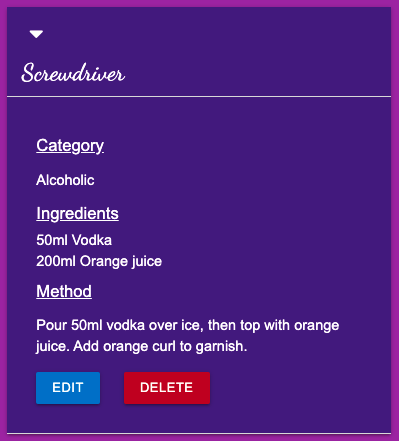 Screwdriver
Category
Alcoholic
Ingredients
50ml Vodka
200ml Orange juice
Method
Pour 50ml vodka over ice, then top with orange
juice. Add orange curl to garnish.
EDIT DELETE